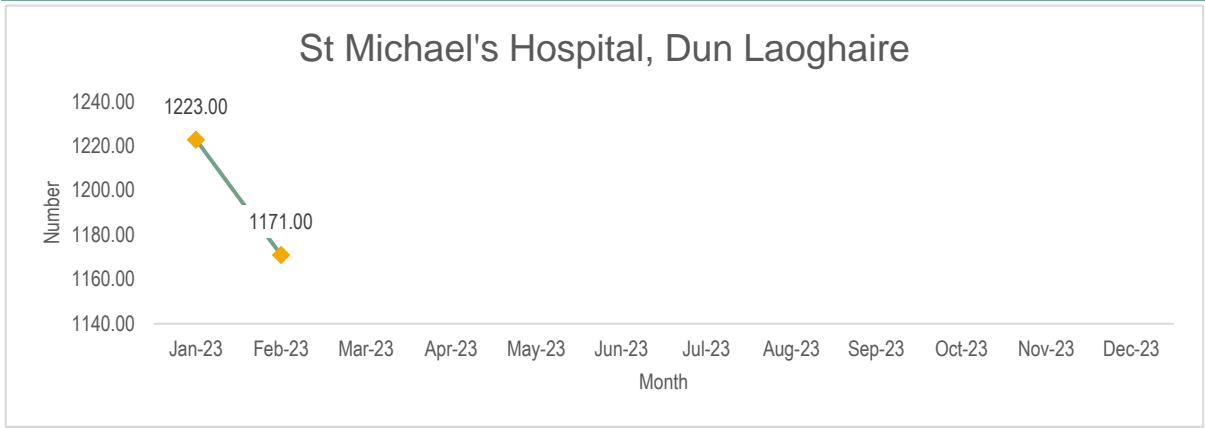 St Michael's Hospital, Dun Laoghaire
1240.00
1223.00
1220.00
1200.00
Number
1180.00
1171.00
1160.00
1140.00
Jan-23 Feb-23 Mar-23 Apr-23 May-23 Jun-23 Jul-23 Aug-23 Sep-23 Oct-23 Nov-23 Dec-23
Month